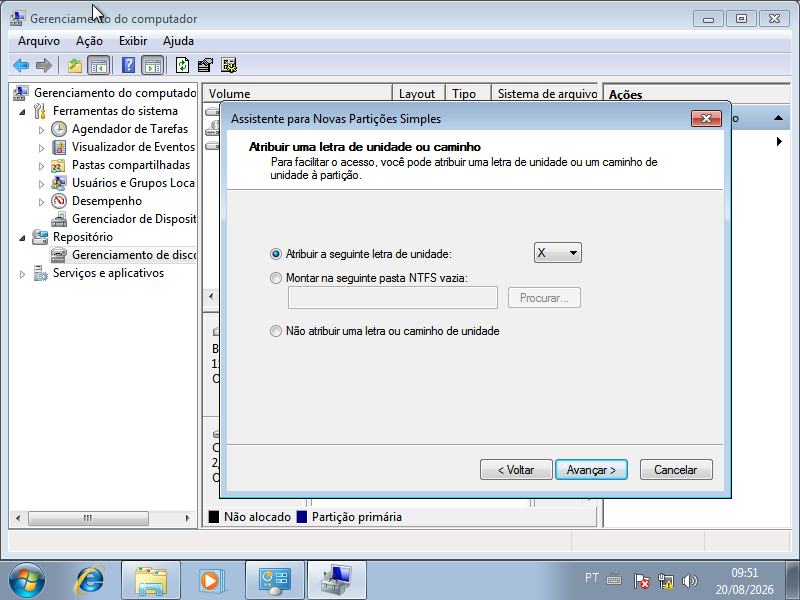 Gerenciamento do computador
Arquivo Ação Exibir Ajuda
Gerenciamento do computado
Ferramentas do sistema
Agendador de Tarefas
Visualizador de Eventos
Pastas compartilhadas
Usuários e Grupos Loca
Desempenho
Gerenciador de Disposit
Repositório
Gerenciamento de disco
Serviços e aplicativos
Volume Layout Tipo Sistema de arquivo
Ações
o
Assistente para Novas Partições Simples
Atribuir uma letra de unidade ou caminho
Para facilitar o acesso, você pode atribuir uma letra de unidade ou um caminho de
unidade à partição.
Atribuir a seguinte letra de unidade: X
Montar na seguinte pasta NTFS vazia:
Procurar...
Não atribuir uma letra ou caminho de unidade
< Voltar Avançar > Cancelar
Não alocado Partição primária
PT
09:51
20/08/2026